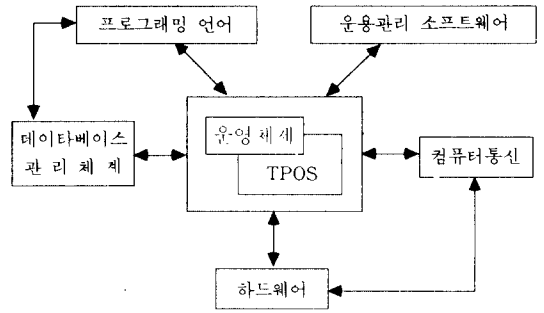 프로그래밍 언어
운용관리 소프트웨어
데이타베이스
관리체계
운영체제
TPOS
컴퓨터통신
하드웨어